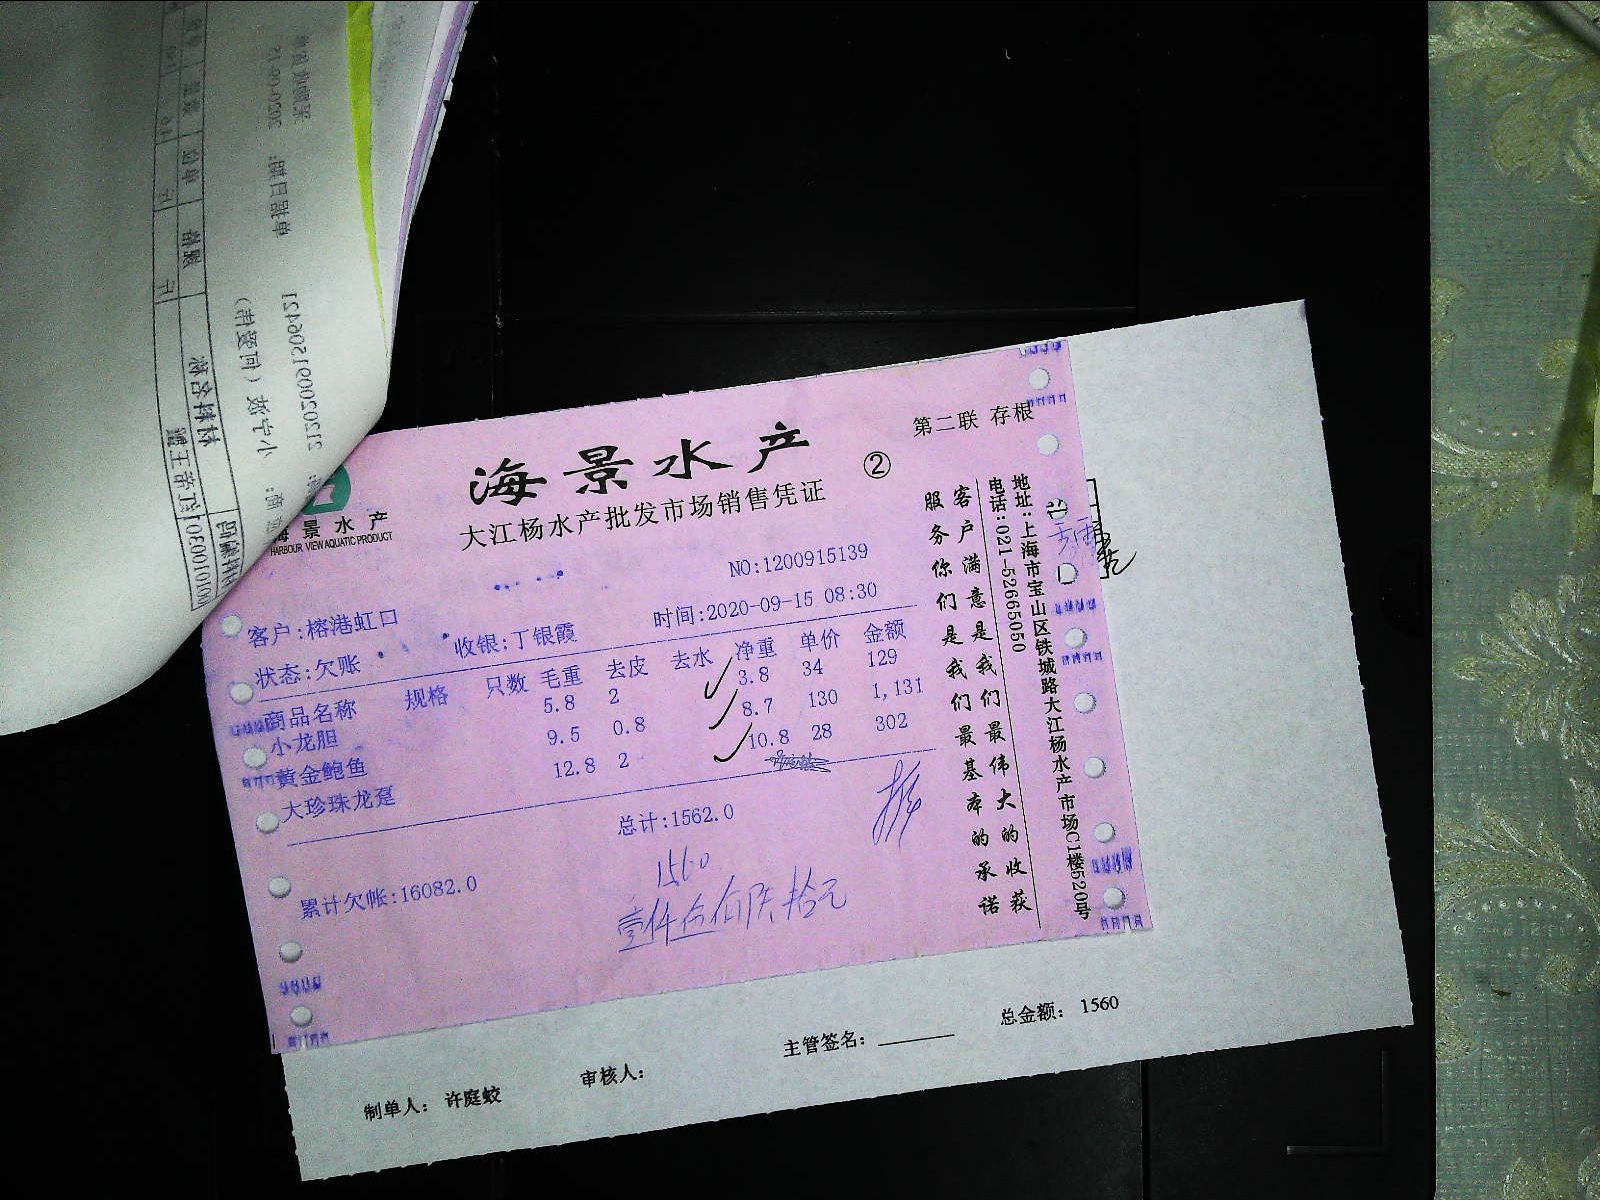 第二联 存根
海景水产
②
大江杨水产批发市场销售凭证
海景水产
HARBOUR VIEW AQUATIC PRODUCT
NO:1200915139
客户:榕港虹口
收银:丁银霞
时间:2020-09-15 08:30
状态:欠账
商品名称 规格 只数 毛重 去皮 去水 净重 单价 金额
小龙胆 5.8 2 3.8 34 129
黄金鲍鱼 9.5 0.8 8.7 130 1,131
大珍珠龙趸 12.8 2 10.8 28 302
总计:1562.0
1560
累计欠帐:16082.0
壹仟伍佰陆拾元
客户满意是我们最伟大的收获
服务你们是我们最基本的承诺
地址:上海市宝山区铁城路大江杨水产市场C1楼520号
电话:021-52665050
总金额: 1560
主管签名:
审核人:
制单人: 许庭蛟
单据日期: 2020-09-15
212020091506421